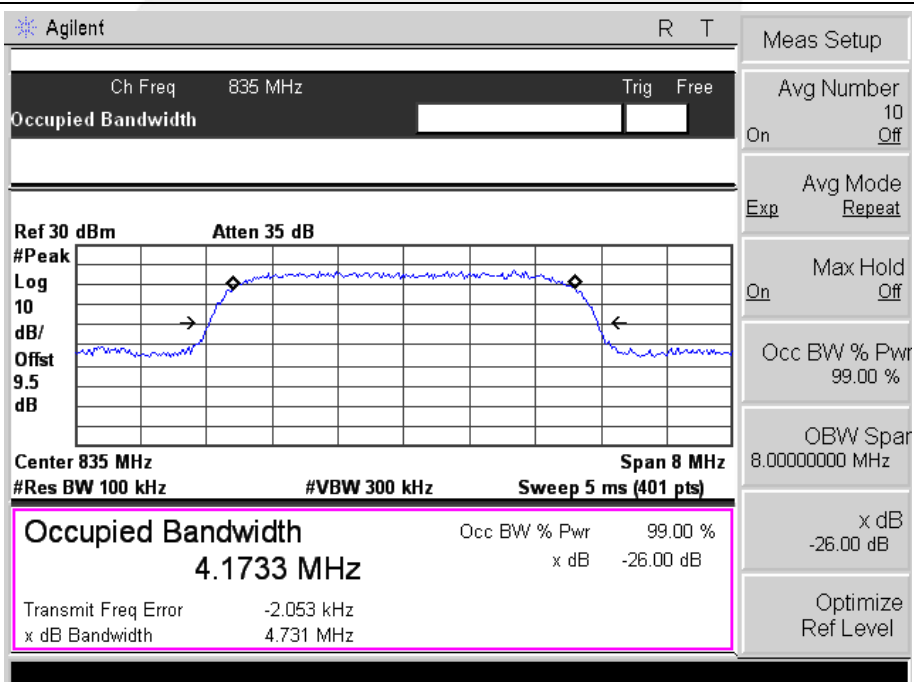 Agilent R T
Ch Freq 835 MHz Trig Free
Occupied Bandwidth
Ref 30 dBm Atten 35 dB
#Peak
Log
10
dB/
Offst
9.5
dB
Center 835 MHz Span 8 MHz
#Res BW 100 kHz #VBW 300 kHz Sweep 5 ms (401 pts)
Occupied Bandwidth
4.1733 MHz
Occ BW % Pwr 99.00 %
x dB -26.00 dB
Transmit Freq Error -2.053 kHz
x dB Bandwidth 4.731 MHz
Meas Setup
Avg Number
10
On Off
Avg Mode
Exp Repeat
Max Hold
On Off
Occ BW % Pwr
99.00 %
OBW Span
8.00000000 MHz
x dB
-26.00 dB
Optimize
Ref Level